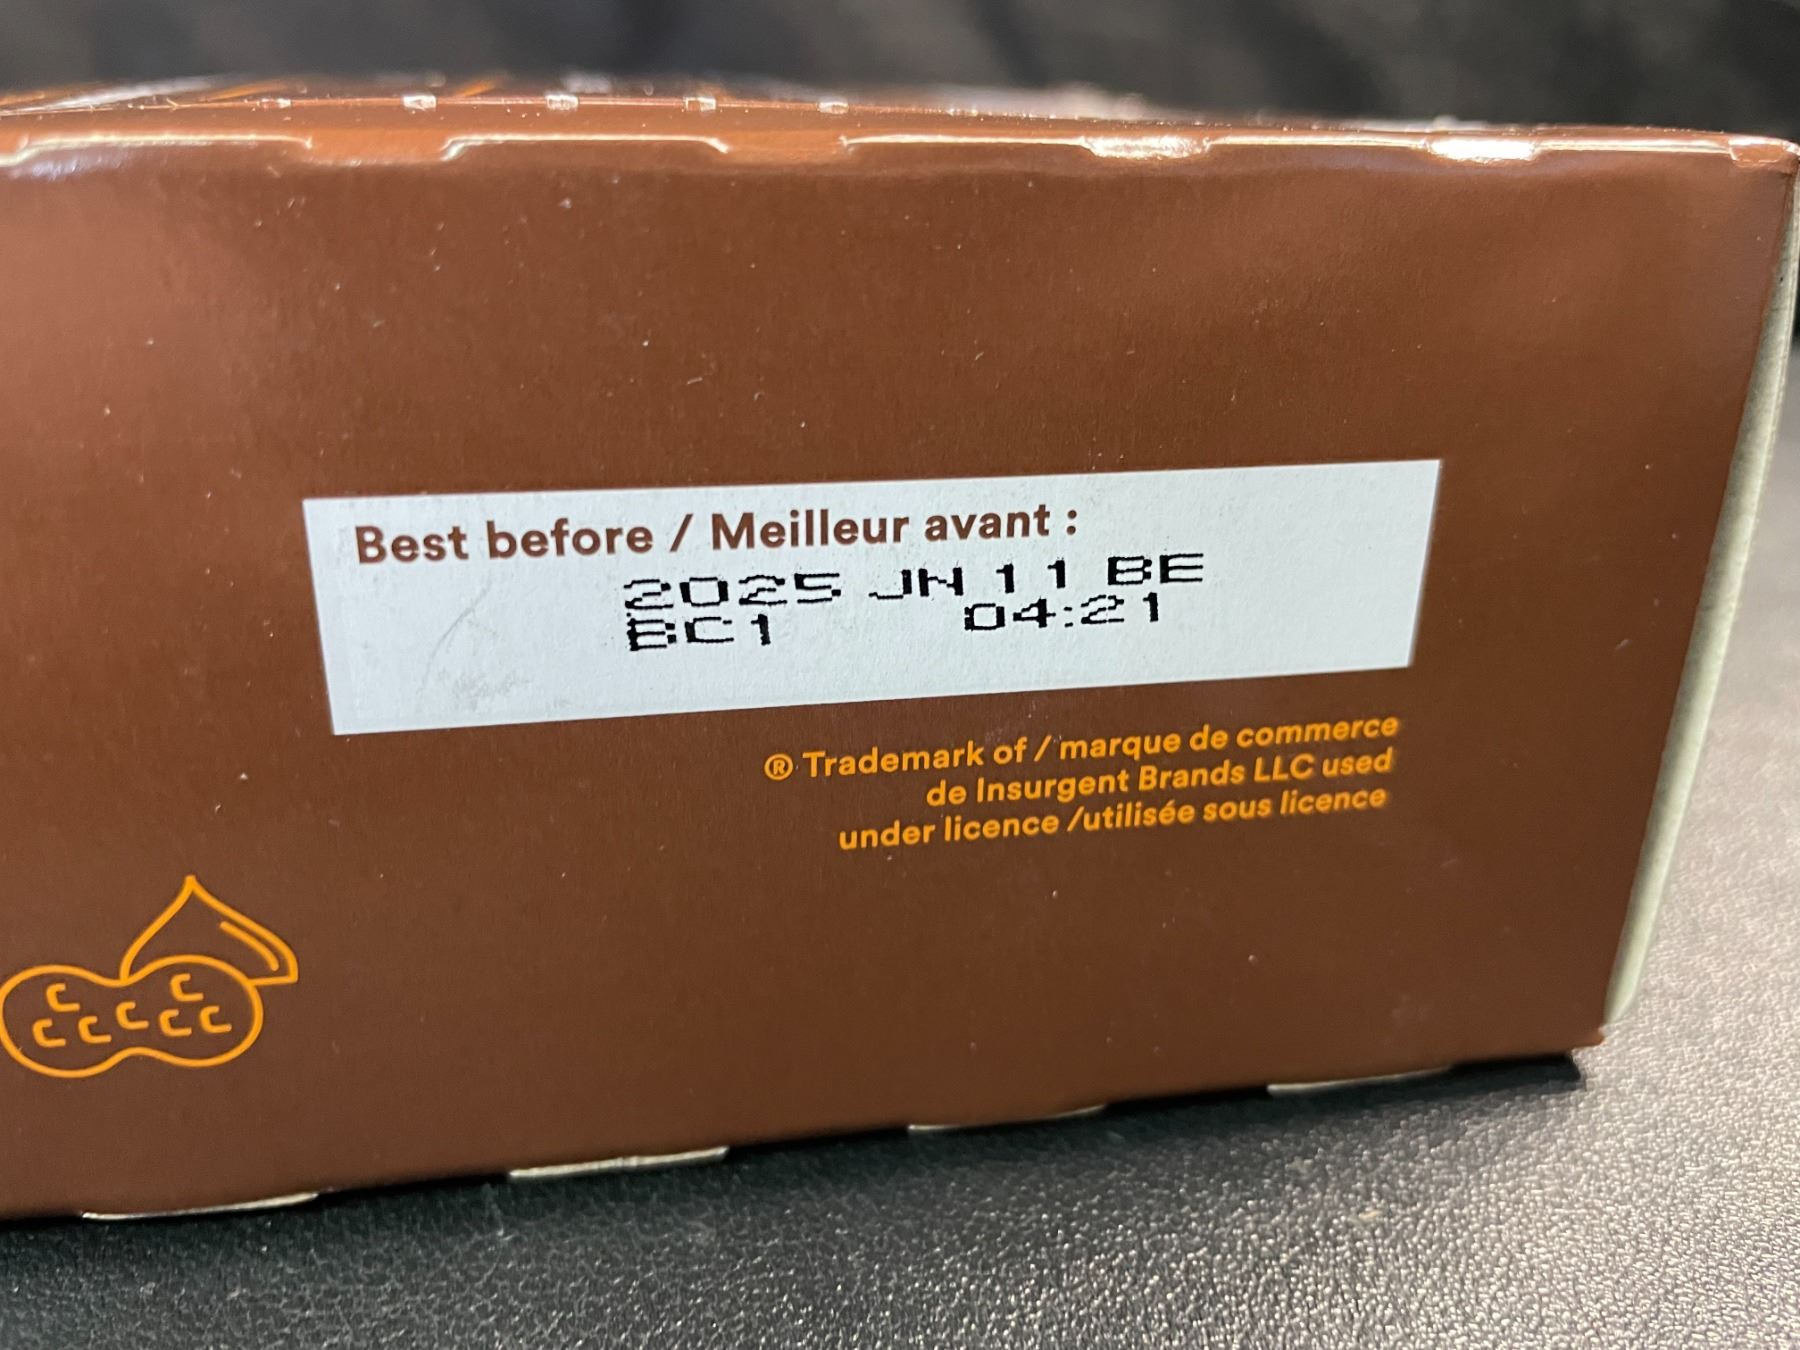 Best before / Meilleur avant :
2025 JN 11 BE
BC1 04:21
® Trademark of / marque de commerce
de Insurgent Brands LLC used
under licence /utilisée sous licence
C C
C C C C C